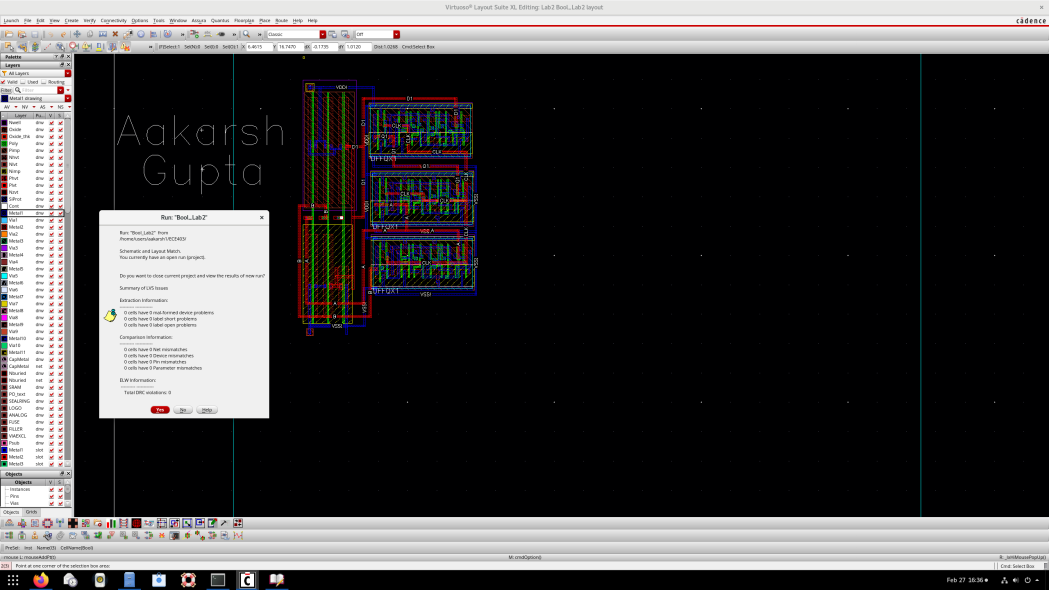 Virtuoso® Layout Suite XL Editing: Lab2 Bool_Lab2 layout
Launch File Edit View Create Verify Connectivity Options Tools Window Assura Quantus Floorplan Place Route Help Help
cādence
Classic
Off
(F)Select:1 Sel(N):0 Sel(I):0 Sel(O):1 X: 6.4615 Y: 16.7470 dX: -0.1735 Y: 1.0120 Dist:1.0268 Cmd:Select Box
Palette
Layers
All Layers
Valid Used Routing
Filter
Metal1 drawing
AV NV AS NS
Layer Pu... V S
Nwell drw
Oxide drw
Oxide_thk drw
Poly drw
Pimp drw
Nhvt drw
Nlvt drw
Nimp drw
Phvt drw
Plvt drw
Nzvt drw
SiProt drw
Cont drw
Metal1 drw
Via1 drw
Metal2 drw
Via2 drw
Metal3 drw
Via3 drw
Metal4 drw
Via4 drw
Metal5 drw
Via5 drw
Metal6 drw
Via6 drw
Metal7 drw
Via7 drw
Metal8 drw
Via8 drw
Metal9 drw
Via9 drw
Metal10 drw
Via10 drw
Metal11 drw
CapMetal drw
CapMetal net
Nburied drw
Nburied net
SRAM drw
PO_text drw
SEALRING drw
LOGO drw
ANALOG drw
FUSE drw
FILLER drw
VIAEXCL drw
Psub drw
Metal1 slot
Metal2 slot
Metal3 slot
Objects
Objects V S
Instances
Pins
Vias
Objects Grids
Aakarsh
Gupta
VDD!
D1
DFFQX1
D1
DFFQX1
DFFQX1
VSS!
VSS!
Run: "Bool_Lab2"
Run: "Bool_Lab2" from
/home/users/aakarsh1/ECE403/
Schematic and Layout Match.
You currently have an open run (project).
Do you want to close current project and view the results of new run?
Summary of LVS Issues
Extraction Information:
0 cells have 0 mal-formed device problems
0 cells have 0 label short problems
0 cells have 0 label open problems
Comparison Information:
0 cells have 0 Net mismatches
0 cells have 0 Device mismatches
0 cells have 0 Pin mismatches
0 cells have 0 Parameter mismatches
ELW Information:
Total DRC violations: 0
Yes No Help
PreSel: Inst Name(I3) CellName(Bool)
mouse L: mouseAddPt() M: cmdOption() R: _lxHiMousePopUp()
2(3) Point at one corner of the selection box area: Cmd: Select Box
Feb 27 16:36